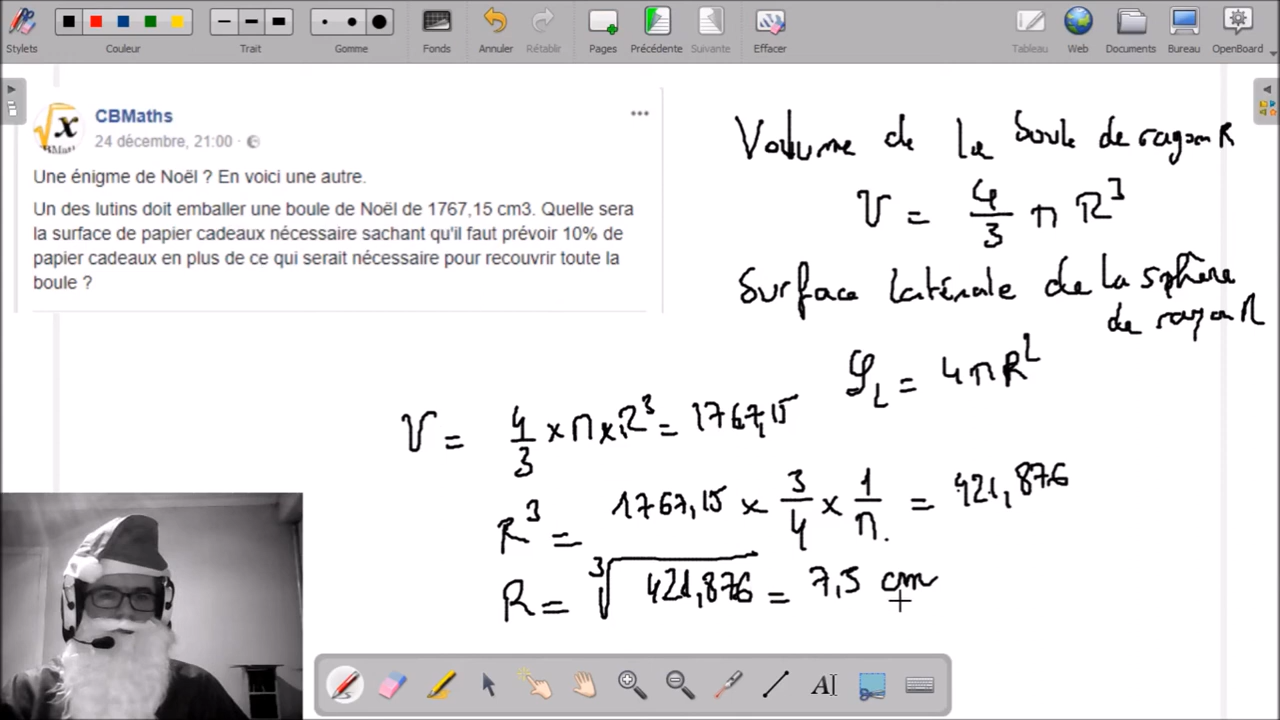 Stylets
Couleur
Trait
Gomme
Fonds
Annuler
Rétablir
Pages
Précédente
Suivante
Effacer
Tableau
Web
Documents
Bureau
OpenBoard
CBMaths
24 décembre, 21:00
Une énigme de Noël ? En voici une autre.
Un des lutins doit emballer une boule de Noël de 1767,15 cm3. Quelle sera
la surface de papier cadeaux nécessaire sachant qu'il faut prévoir 10% de
papier cadeaux en plus de ce qui serait nécessaire pour recouvrir toute la
boule ?
Volume de la boule de rayon R
V = 4/3 π R³
Surface latérale de la sphère
de rayon R
S_L = 4πR²
V = 4/3 × π × R³ = 1767,15
R³ = 1767,15 × 3/4 × 1/π = 421,876
R = ∛421,876 = 7,5 cm